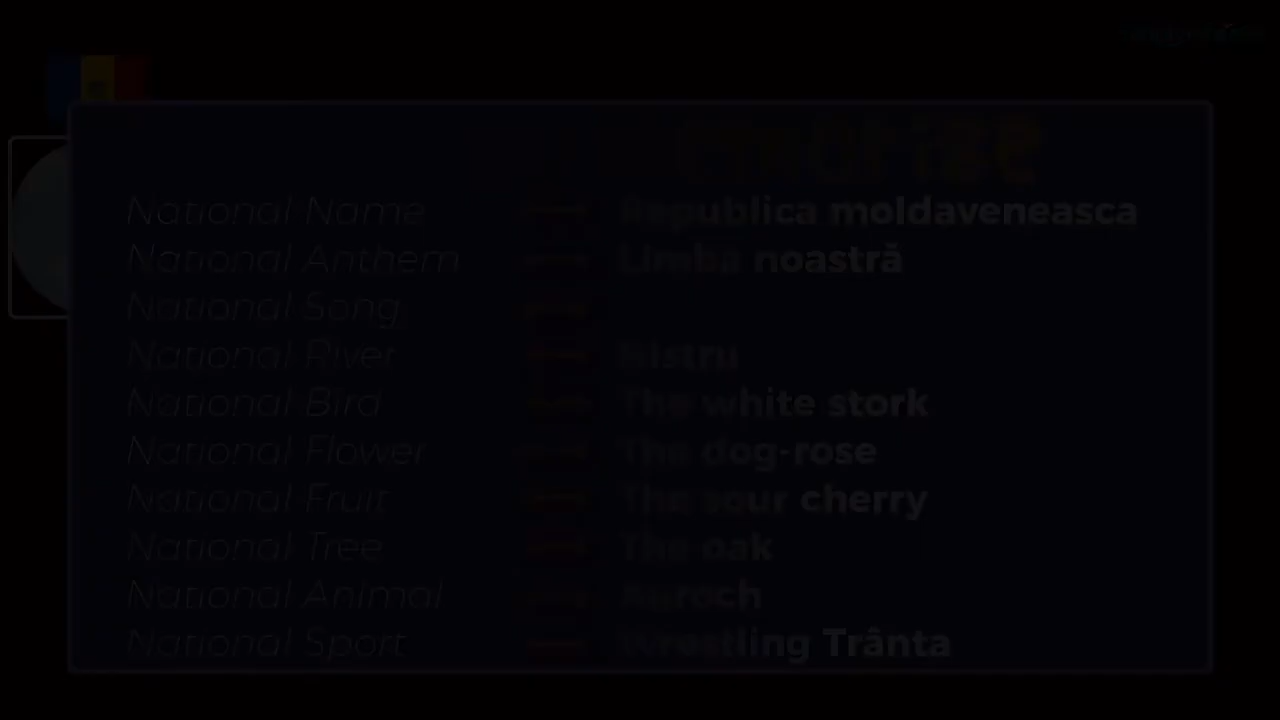 National Name Republica moldaveneasca
National Anthem Limba noastră
National Song
National River Nistru
National Bird The white stork
National Flower The dog-rose
National Fruit The sour cherry
National Tree The oak
National Animal Auroch
National Sport Wrestling Trânta